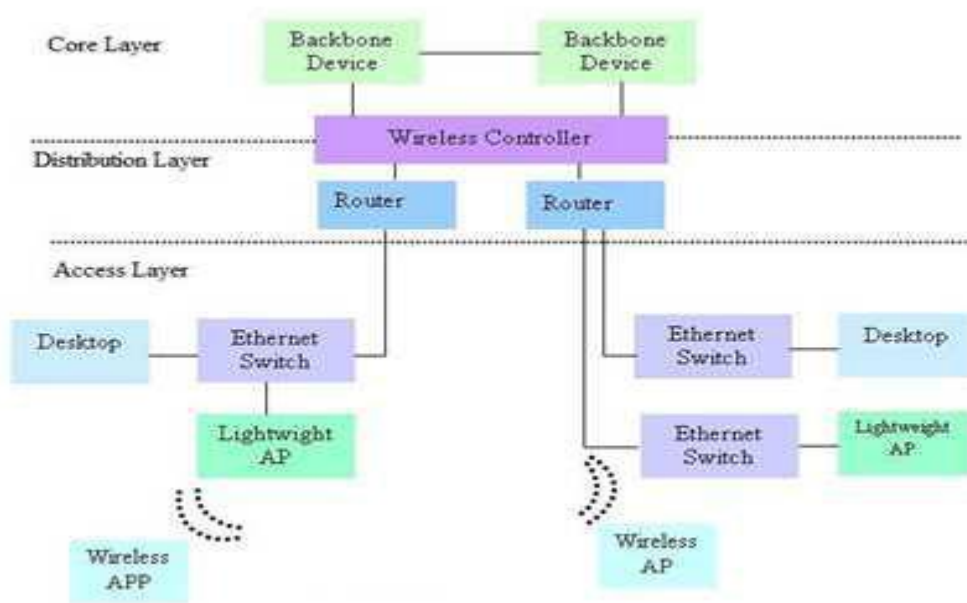 Core Layer
Backbone
Device
Backbone
Device
Wireless Controller
Distribution Layer
Router
Router
Access Layer
Desktop
Ethernet
Switch
Ethernet
Switch
Desktop
Lightwight
AP
Ethernet
Switch
Lightweight
AP
Wireless
APP
Wireless
AP